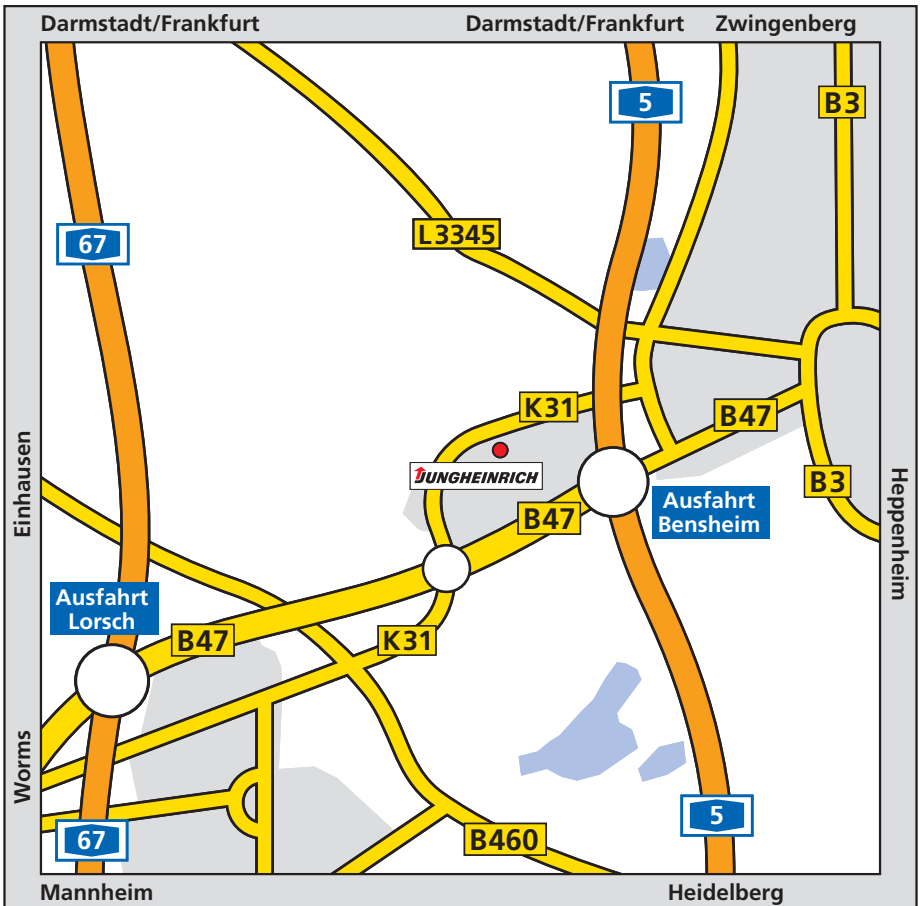 Darmstadt/Frankfurt
Darmstadt/Frankfurt
Zwingenberg
5
B3
67
L3345
K31
B47
JUNGHEINRICH
B3
Einhausen
Heppenheim
B47
Ausfahrt
Bensheim
Ausfahrt
Lorsch
B47
K31
Worms
5
67
B460
Mannheim
Heidelberg